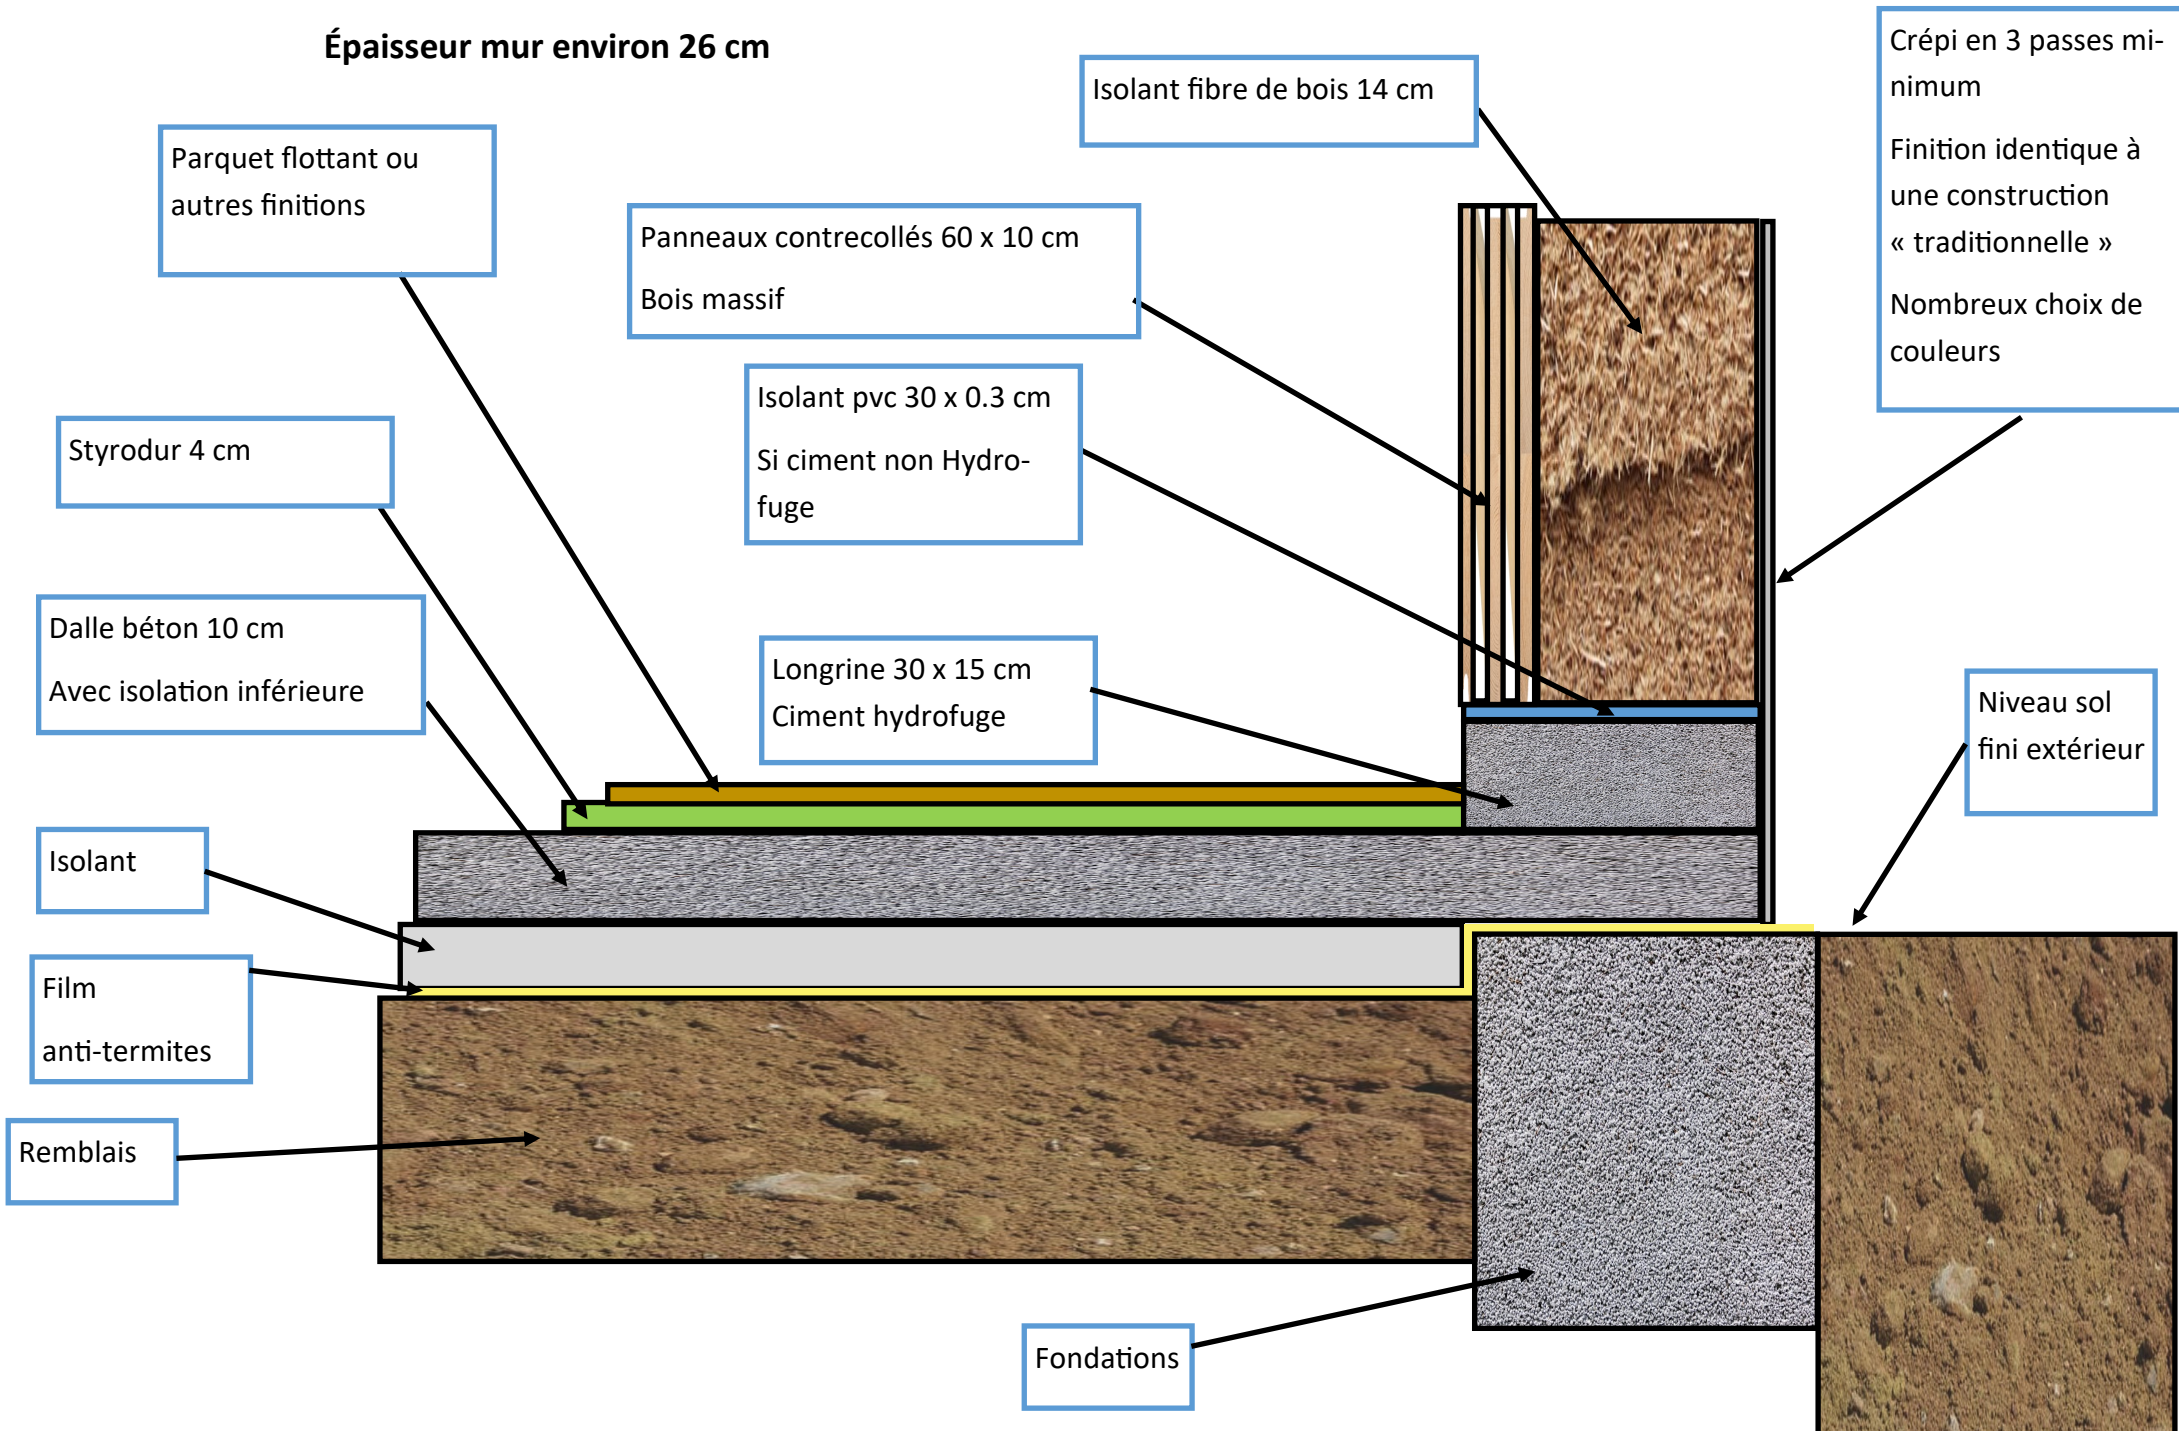 Épaisseur mur environ 26 cm
Crépi en 3 passes mi-
nimum
Finition identique à
une construction
« traditionnelle »
Nombreux choix de
couleurs
Isolant fibre de bois 14 cm
Parquet flottant ou
autres finitions
Panneaux contrecollés 60 x 10 cm
Bois massif
Isolant pvc 30 x 0.3 cm
Si ciment non Hydro-
fuge
Styrodur 4 cm
Dalle béton 10 cm
Avec isolation inférieure
Longrine 30 x 15 cm
Ciment hydrofuge
Niveau sol
fini extérieur
Isolant
Film
anti-termites
Remblais
Fondations